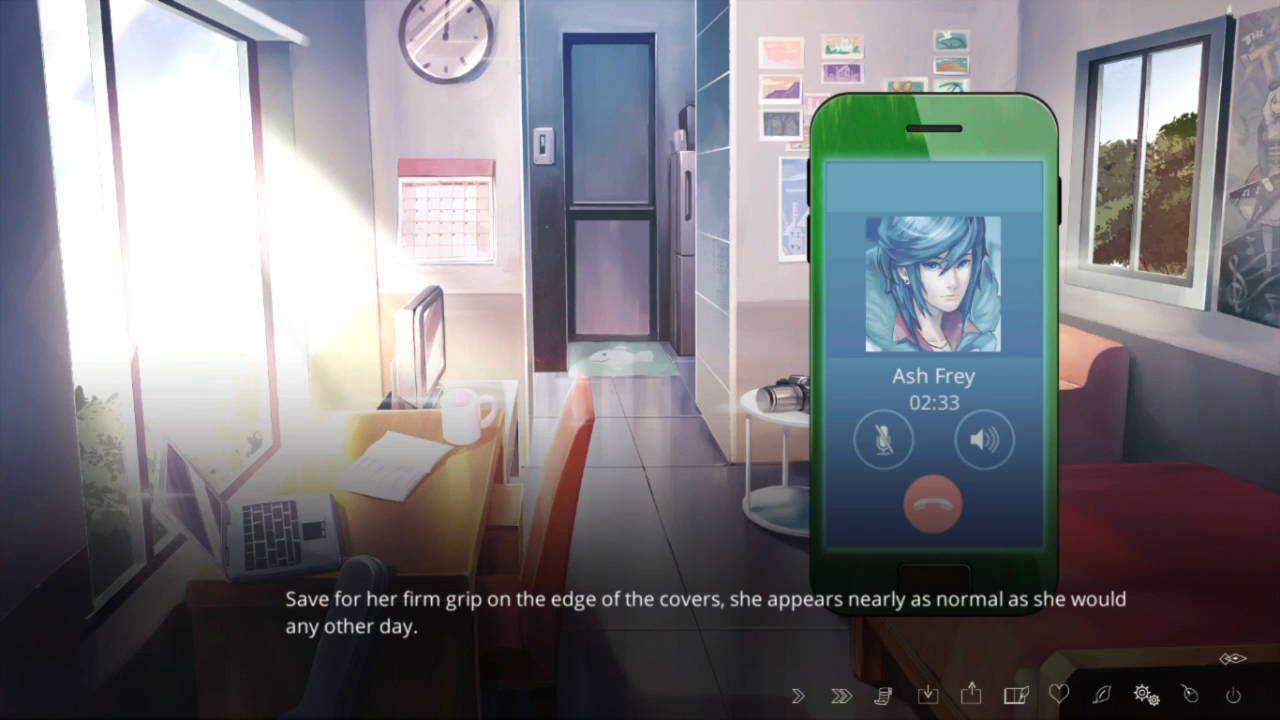 THE
Ash Frey
02:33
Save for her firm grip on the edge of the covers, she appears nearly as normal as she would
any other day.